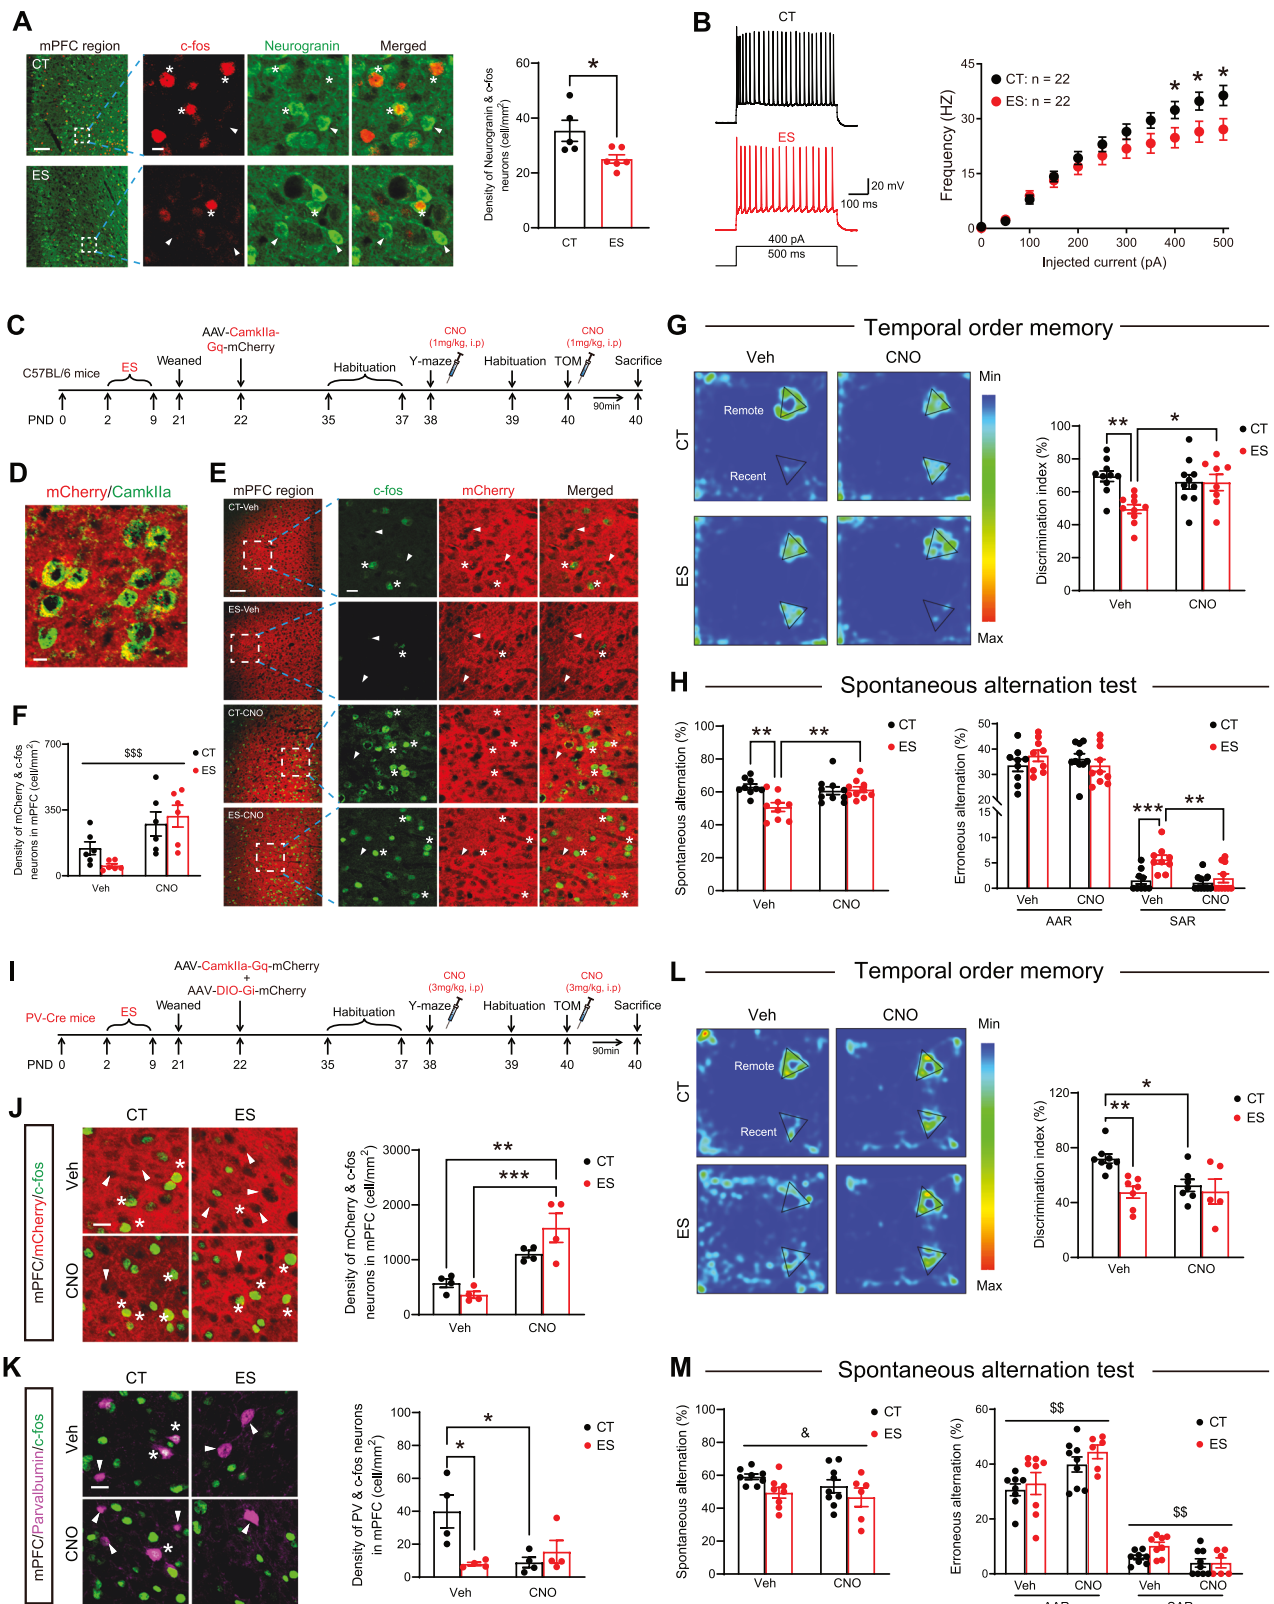 A
mPFC region
c-fos
Neurogranin
Merged
CT
ES
Density of Neurogranin & c-fos
neurons (cell/mm²)
60
40
20
0
*
CT
ES
B
CT
ES
20 mV
100 ms
400 pA
500 ms
Frequency (HZ)
45
30
15
0
CT: n = 22
ES: n = 22
* * *
0 100 200 300 400 500
Injected current (pA)
C
C57BL/6 mice
ES
Weaned
AAV-CamkIIa-
Gq-mCherry
Habituation
Y-maze
CNO
(1mg/kg, i.p)
Habituation
TOM
CNO
(1mg/kg, i.p)
Sacrifice
90min
PND 0 2 9 21 22 35 37 38 39 40 40
D
mCherry/CamkIIa
E
mPFC region
c-fos
mCherry
Merged
CT-Veh
ES-Veh
CT-CNO
ES-CNO
F
Density of mCherry & c-fos
neurons in mPFC (cell/mm²)
700
350
0
$$$
CT
ES
Veh
CNO
G
Temporal order memory
Veh
CNO
CT
ES
Remote
Recent
Min
Max
Discrimination index (%)
100
80
60
40
20
0
**
*
CT
ES
Veh
CNO
H
Spontaneous alternation test
Spontaneous alternation (%)
100
80
60
40
20
0
**
**
CT
ES
Veh
CNO
Erroneous alternation (%)
50
40
30
20
15
10
5
0
***
**
CT
ES
Veh
CNO
Veh
CNO
AAR
SAR
I
PV-Cre mice
ES
Weaned
AAV-CamkIIa-Gq-mCherry
+
AAV-DIO-Gi-mCherry
Habituation
Y-maze
CNO
(3mg/kg, i.p)
Habituation
TOM
CNO
(3mg/kg, i.p)
Sacrifice
90min
PND 0 2 9 21 22 35 37 38 39 40 40
J
mPFC/mCherry/c-fos
CT
ES
Veh
CNO
Density of mCherry & c-fos
neurons in mPFC (cell/mm²)
3000
2000
1000
0
**
***
CT
ES
Veh
CNO
K
mPFC/Parvalbumin/c-fos
CT
ES
Veh
CNO
Density of PV & c-fos neurons
in mPFC (cell/mm²)
100
80
60
40
20
0
*
*
CT
ES
Veh
CNO
L
Temporal order memory
Veh
CNO
CT
ES
Remote
Recent
Min
Max
Discrimination index (%)
120
80
40
0
*
**
CT
ES
Veh
CNO
M
Spontaneous alternation test
Spontaneous alternation (%)
100
80
60
40
20
0
&
CT
ES
Veh
CNO
Erroneous alternation (%)
60
40
20
0
$$
$$
CT
ES
Veh
CNO
Veh
CNO